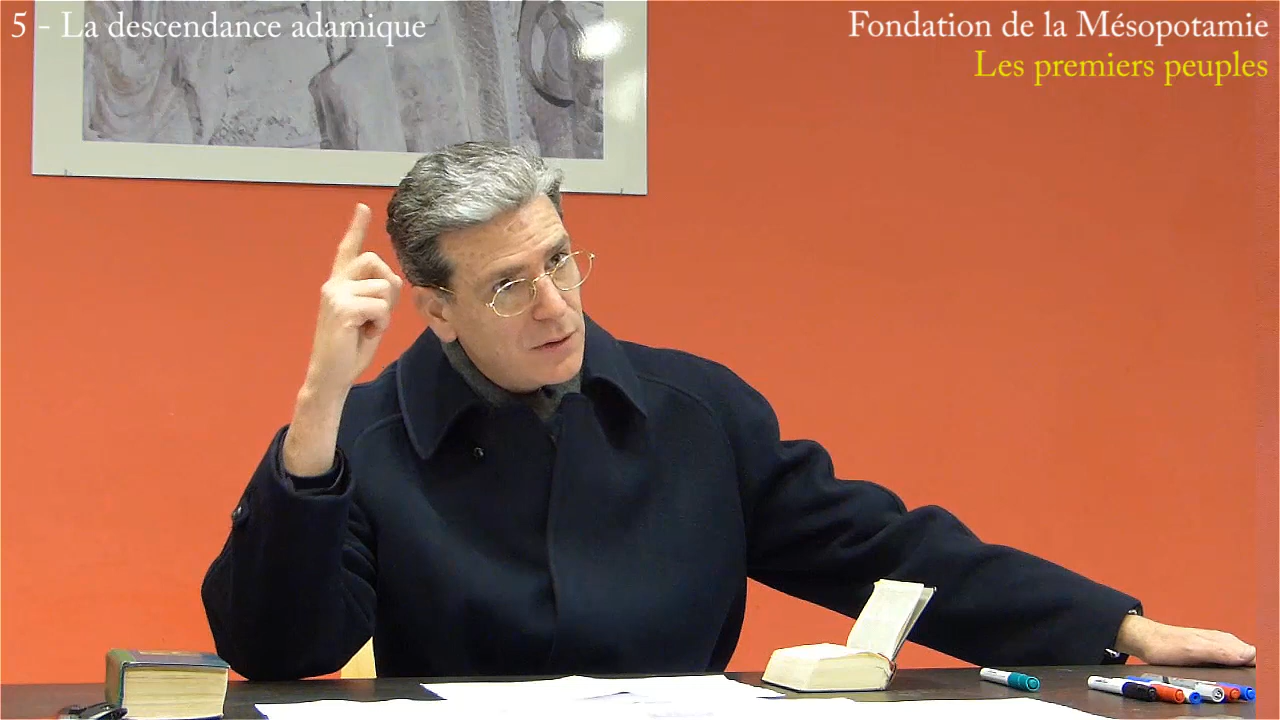 5 - La descendance adamique
Fondation de la Mésopotamie
Les premiers peuples